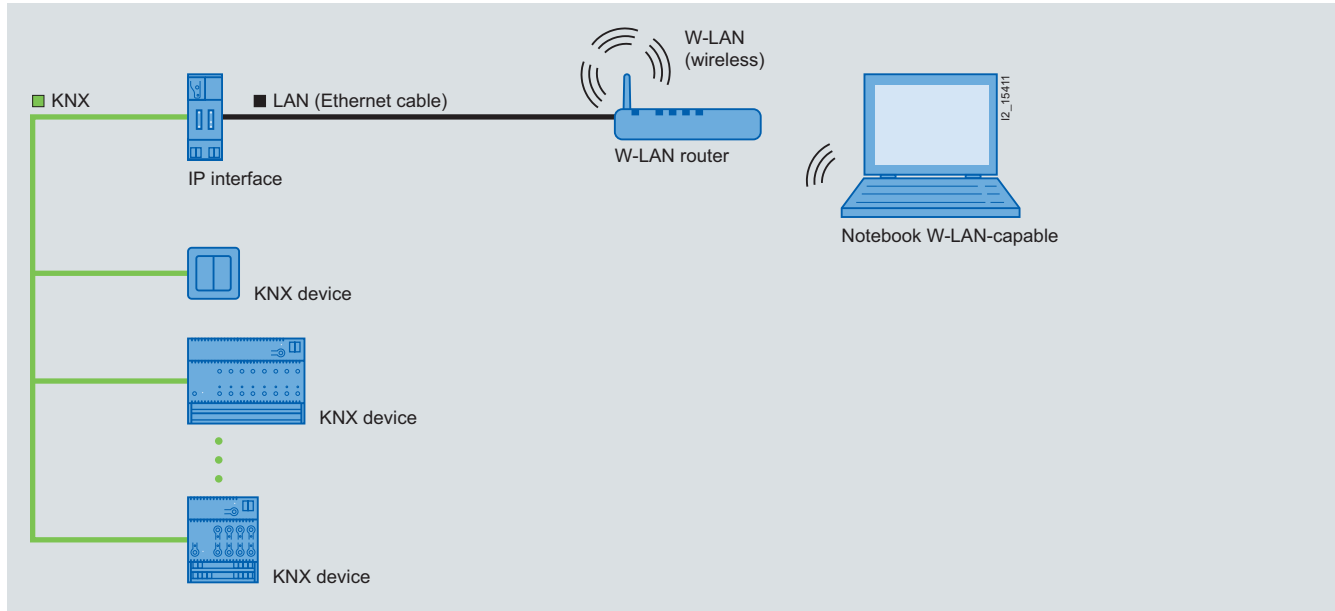 W-LAN
(wireless)
KNX
LAN (Ethernet cable)
I2_15411
W-LAN router
IP interface
Notebook W-LAN-capable
KNX device
KNX device
KNX device